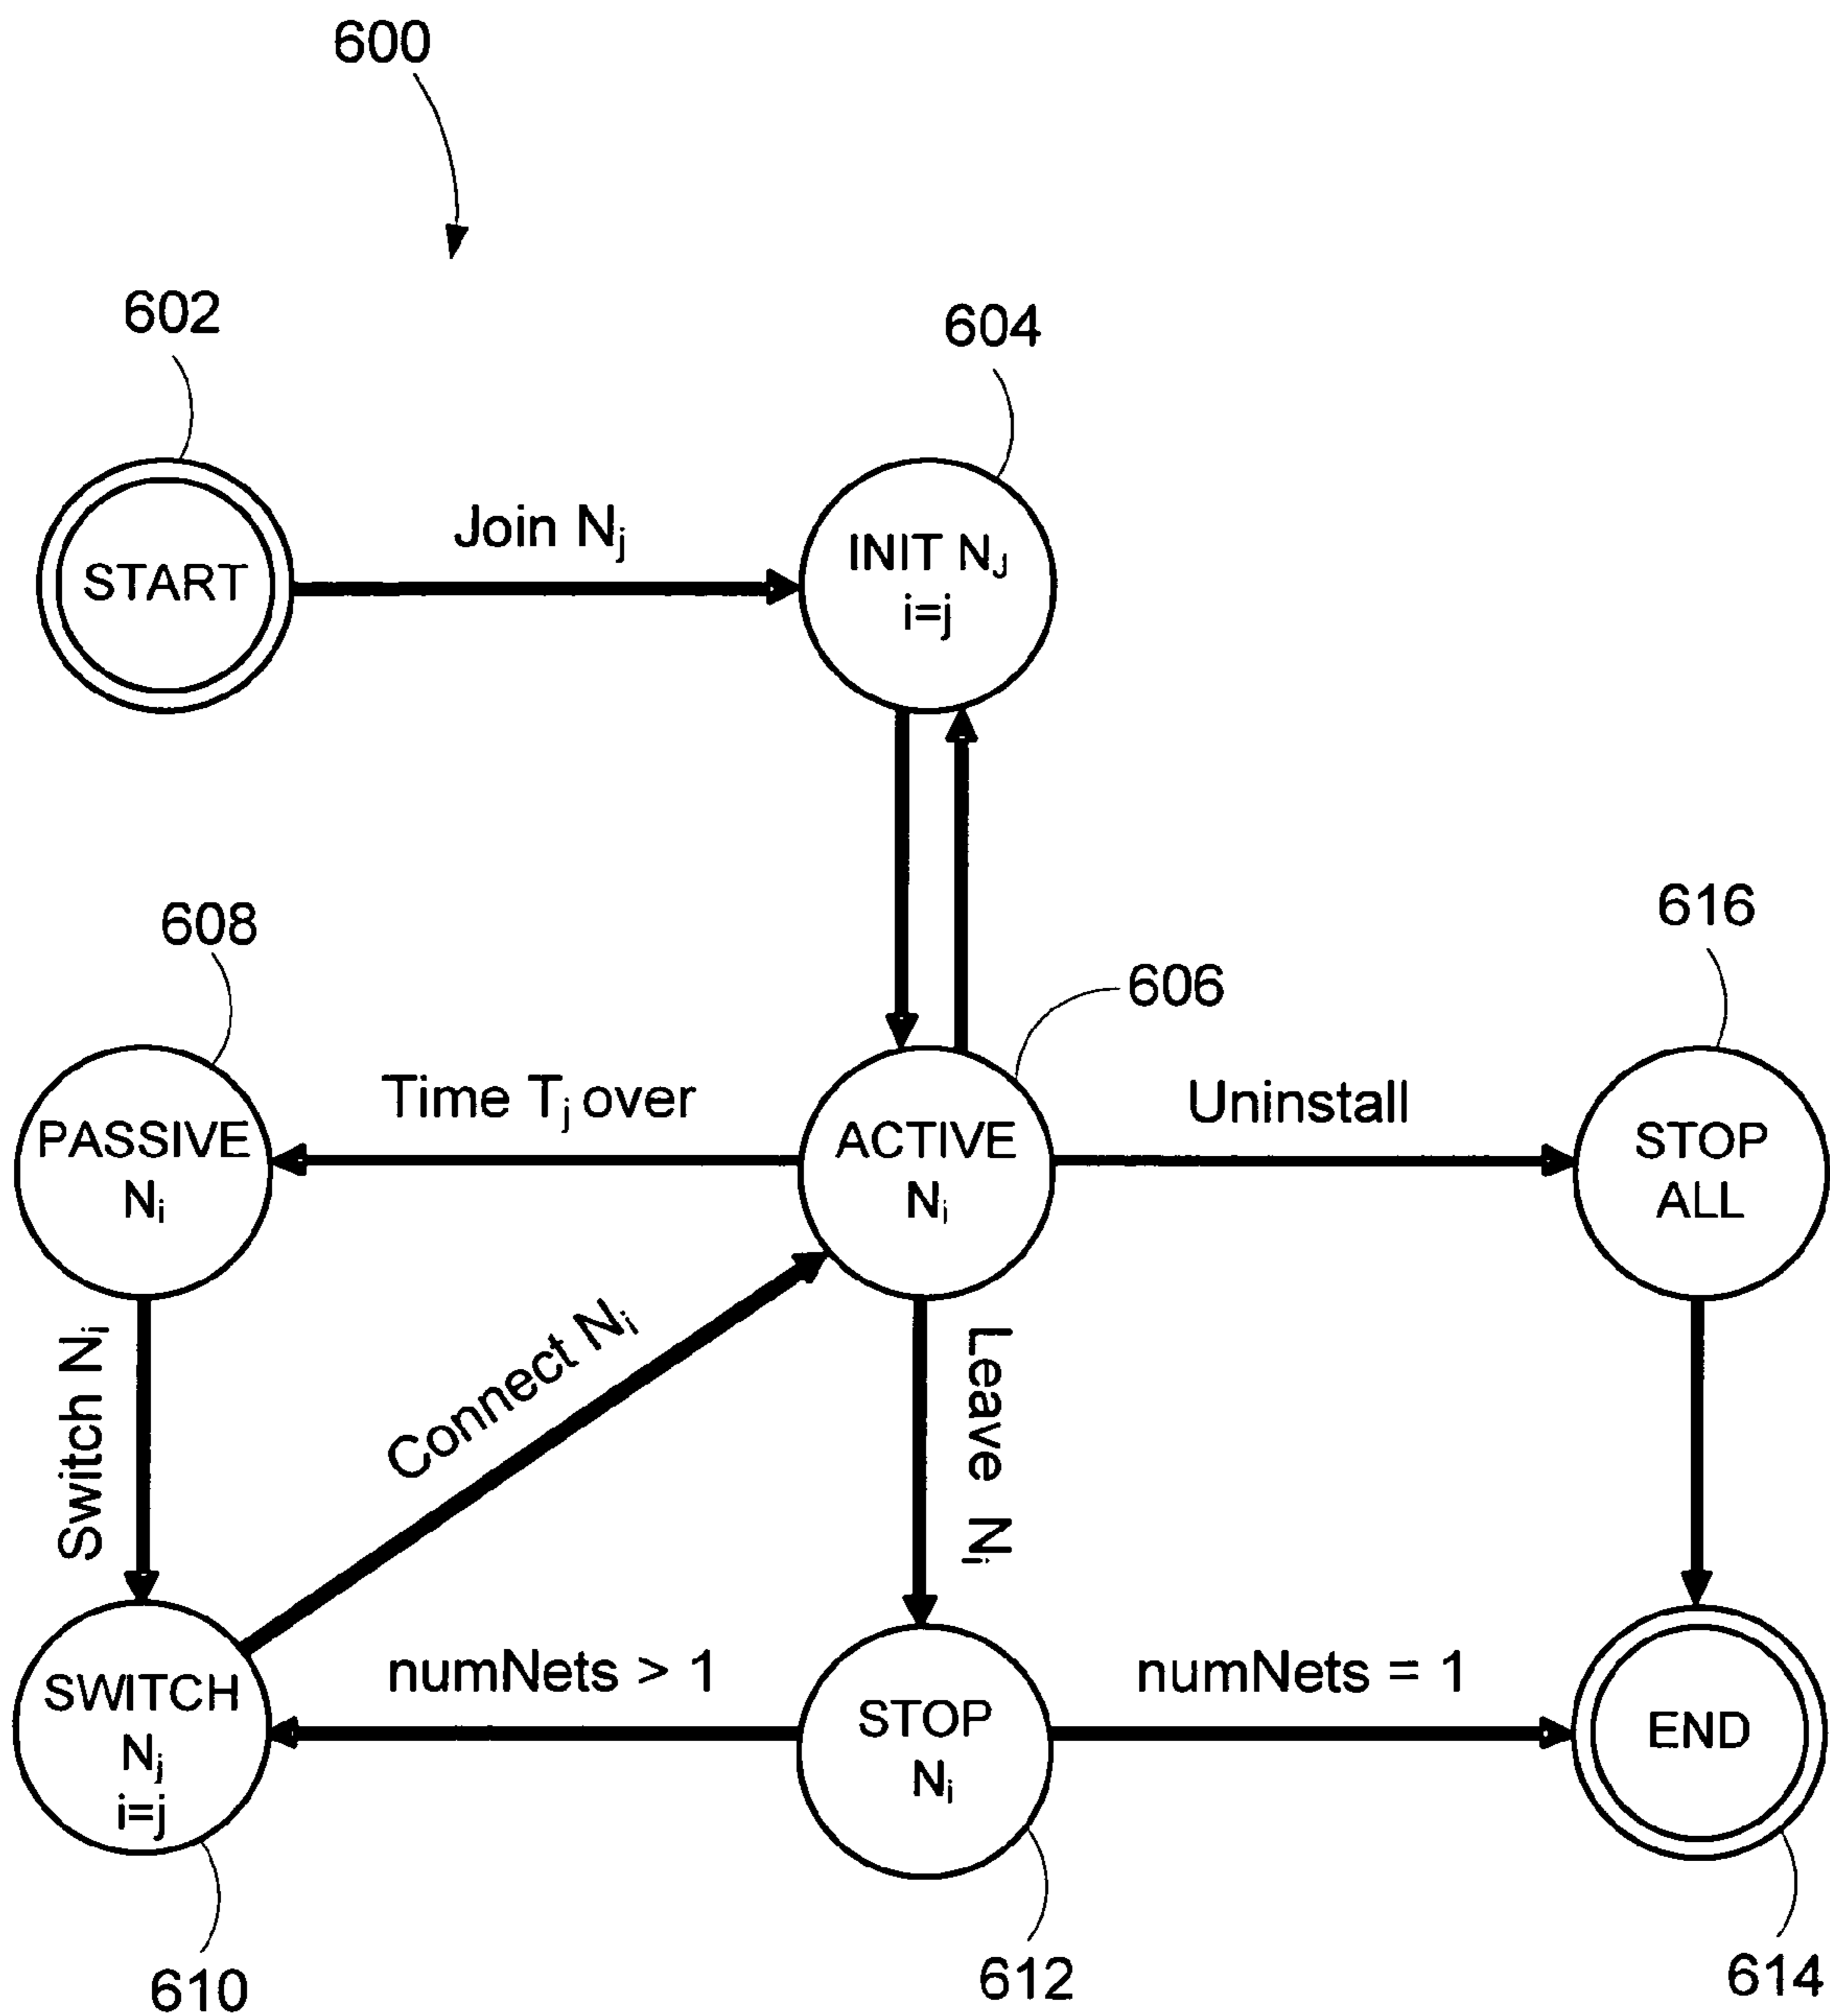 600
602
604
START
Join Nj
INIT NJ
i=j
608
606
616
PASSIVE
Ni
Time Tj over
ACTIVE
Ni
Uninstall
STOP
ALL
Switch Ni
Connect Ni
Leave Ni
SWITCH
Nj
i=j
numNets > 1
STOP
Ni
numNets = 1
END
610
612
614